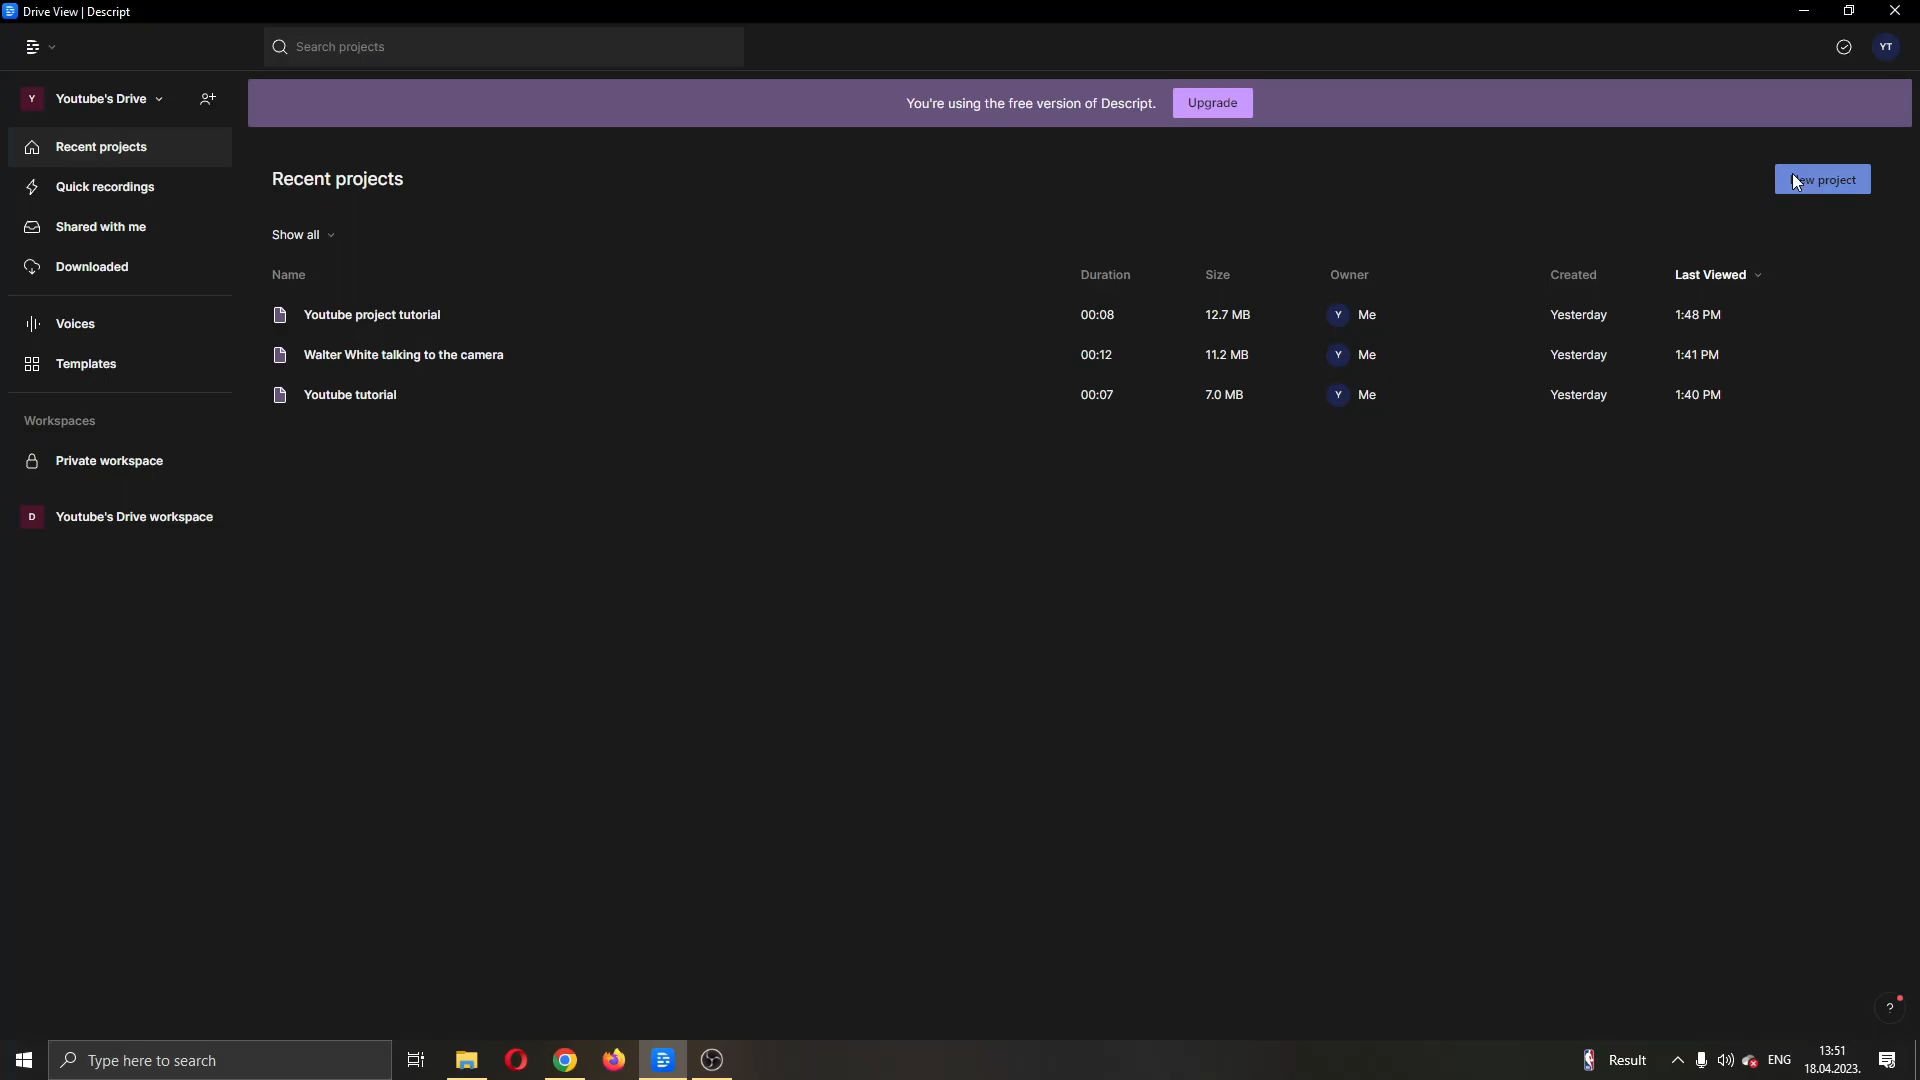 Drive View | Descript
Search projects
YT
Y Youtube's Drive
You're using the free version of Descript. Upgrade
Recent projects
Quick recordings
Shared with me
Downloaded
Voices
Templates
Workspaces
Private workspace
D Youtube's Drive workspace
Recent projects
project
Show all
Name Duration Size Owner Created Last Viewed
Youtube project tutorial 00:08 12.7 MB Y Me Yesterday 1:48 PM
Walter White talking to the camera 00:12 11.2 MB Y Me Yesterday 1:41 PM
Youtube tutorial 00:07 7.0 MB Y Me Yesterday 1:40 PM
?
Type here to search
Result
ENG
13:51
18.04.2023.